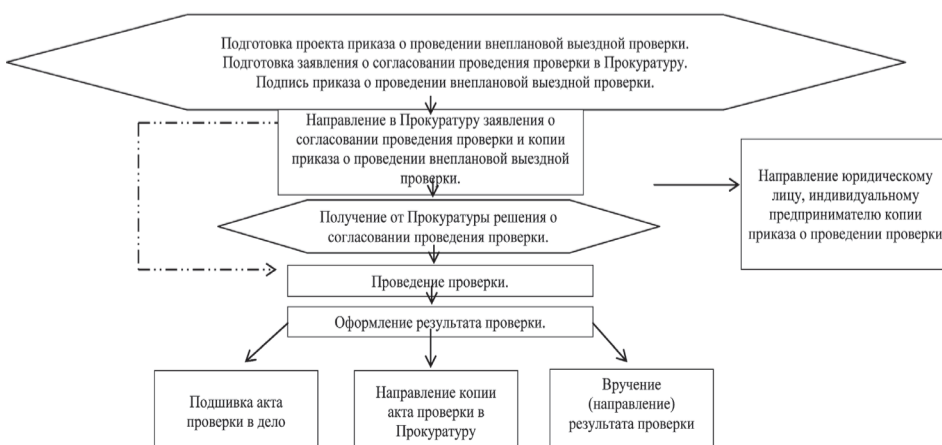 Подготовка проекта приказа о проведении внеплановой выездной проверки.
Подготовка заявления о согласовании проведения проверки в Прокуратуру.
Подпись приказа о проведении внеплановой выездной проверки.
Направление в Прокуратуру заявления о
согласовании проведения проверки и копии
приказа о проведении внеплановой выездной
проверки.
Направление юридическому
лицу, индивидуальному
предпринимателю копии
приказа о проведении проверки
Получение от Прокуратуры решения о
согласовании проведения проверки.
Проведение проверки.
Оформление результата проверки.
Подшивка акта
проверки в дело
Направление копии
акта проверки в
Прокуратуру
Вручение
(направление)
результата проверки